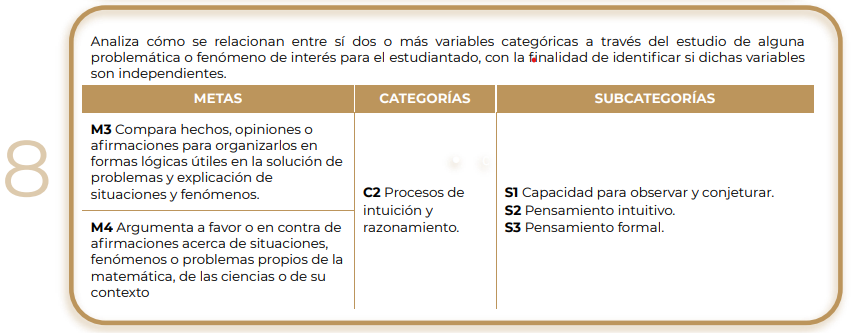 8
Analiza cómo se relacionan entre sí dos o más variables categóricas a través del estudio de alguna
problemática o fenómeno de interés para el estudiantado, con la finalidad de identificar si dichas variables
son independientes.
METAS CATEGORÍAS SUBCATEGORÍAS
M3 Compara hechos, opiniones o
afirmaciones para organizarlos en
formas lógicas útiles en la solución de
problemas y explicación de
situaciones y fenómenos.
M4 Argumenta a favor o en contra de
afirmaciones acerca de situaciones,
fenómenos o problemas propios de la
matemática, de las ciencias o de su
contexto
C2 Procesos de
intuición y
razonamiento.
S1 Capacidad para observar y conjeturar.
S2 Pensamiento intuitivo.
S3 Pensamiento formal.